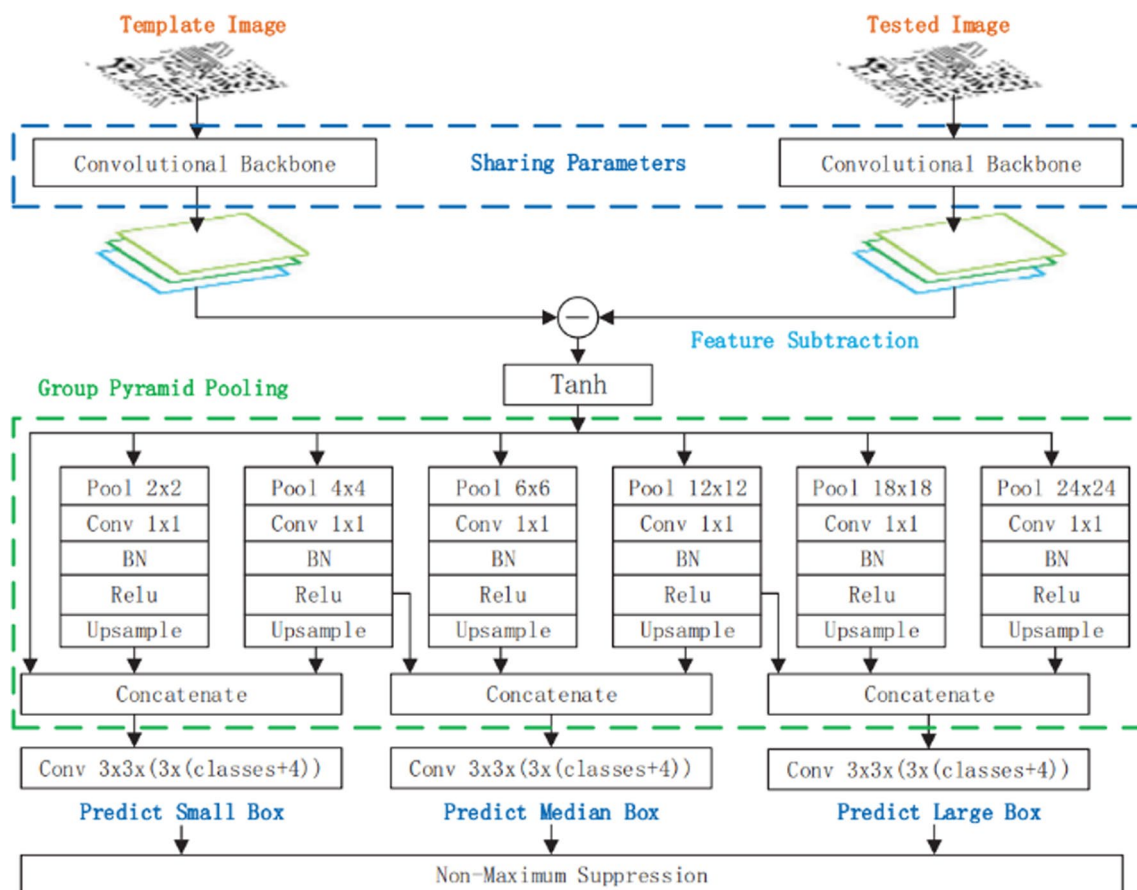 Template Image
Tested Image
Convolutional Backbone
Sharing Parameters
Convolutional Backbone
Feature Subtraction
Tanh
Group Pyramid Pooling
Pool 2x2
Pool 4x4
Pool 6x6
Pool 12x12
Pool 18x18
Pool 24x24
Conv 1x1
Conv 1x1
Conv 1x1
Conv 1x1
Conv 1x1
Conv 1x1
BN
BN
BN
BN
BN
BN
Relu
Relu
Relu
Relu
Relu
Relu
Upsample
Upsample
Upsample
Upsample
Upsample
Upsample
Concatenate
Concatenate
Concatenate
Conv 3x3x(3x(classes+4))
Conv 3x3x(3x(classes+4))
Conv 3x3x(3x(classes+4))
Predict Small Box
Predict Median Box
Predict Large Box
Non-Maximum Suppression